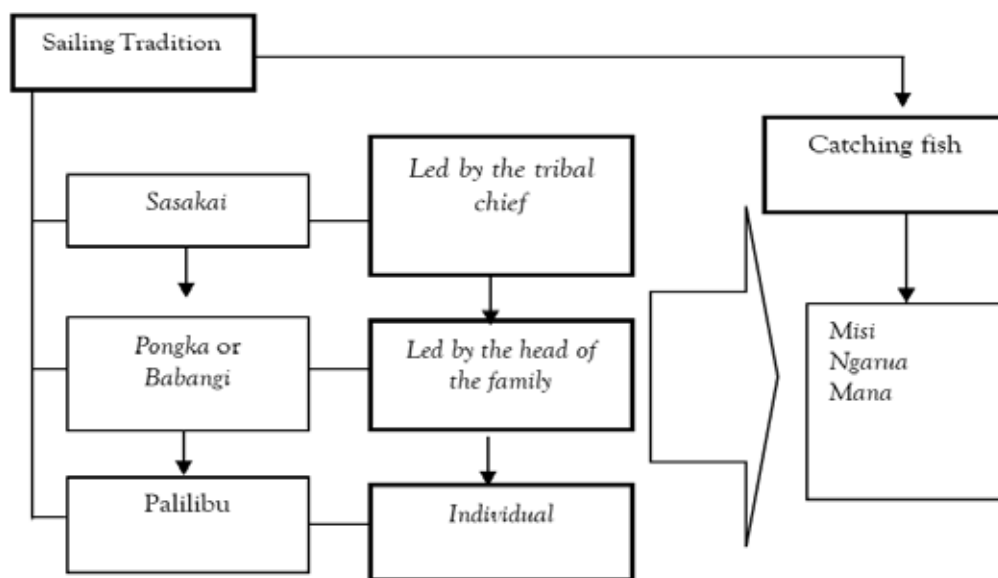 Sailing Tradition
Catching fish
Sasakai
Led by the tribal
chief
Pongka or
Babangi
Led by the head of
the family
Misi
Ngarua
Mana
Palilibu
Individual